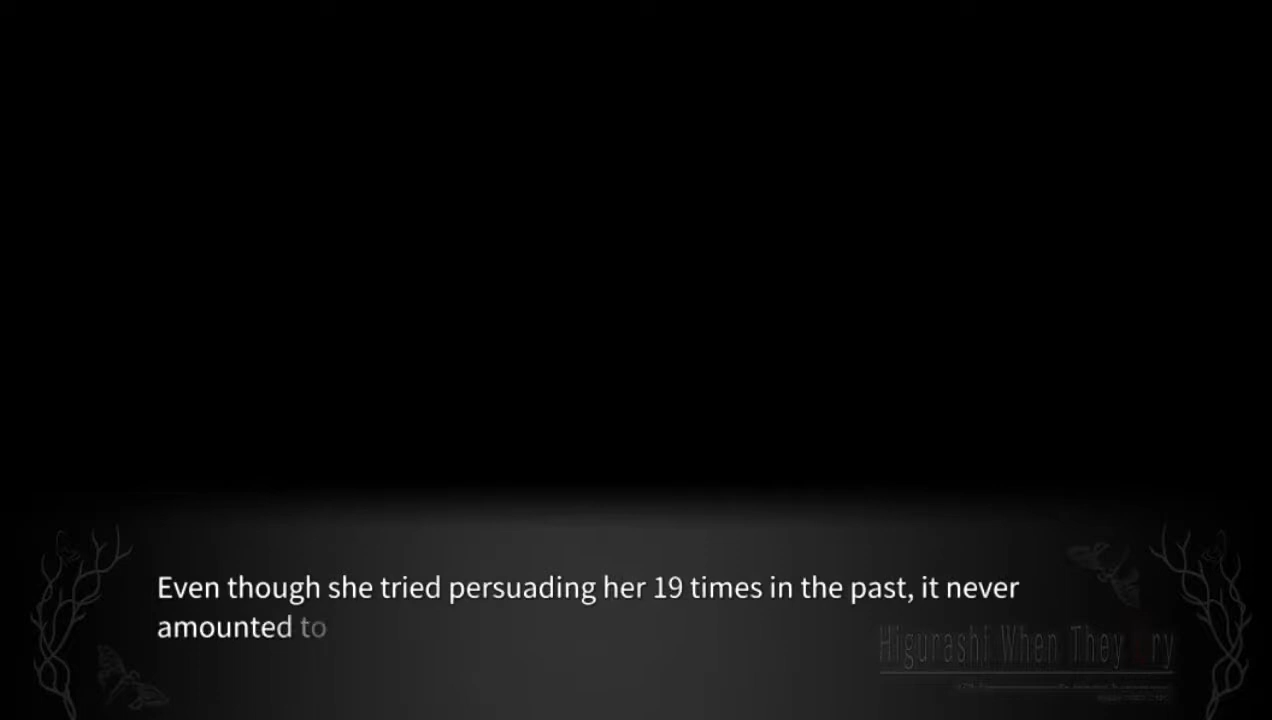 Even though she tried persuading her 19 times in the past, it never
amounted to
Higurashi When They Cry